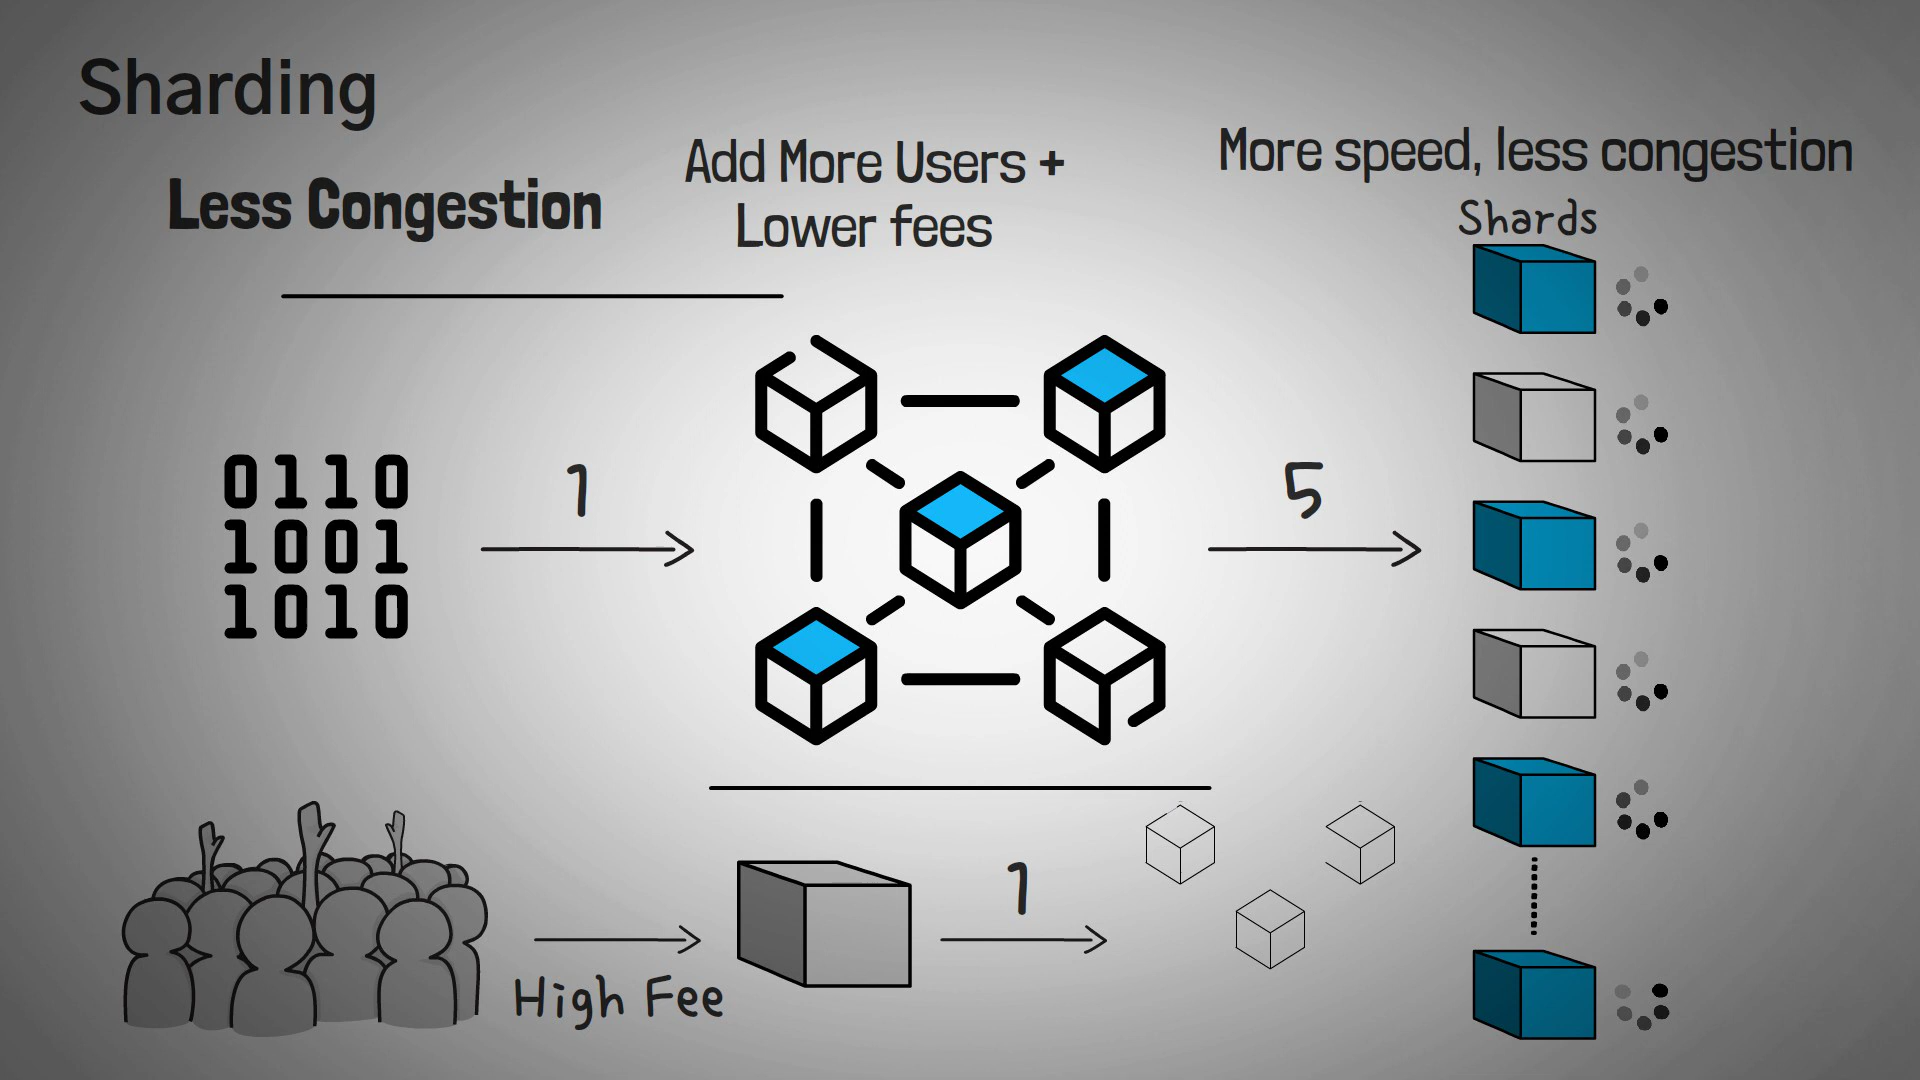 Sharding
Less Congestion
Add More Users +
Lower fees
More speed, less congestion
Shards
0110
1001
1010
1
5
1
High Fee